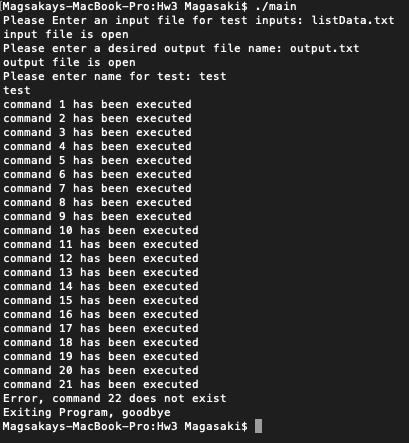 [Magsakays-MacBook-Pro:Hw3 Magasaki$ ./main
Please Enter an input file for test inputs: listData.txt
input file is open
Please enter a desired output file name: output.txt
output file is open
Please enter name for test: test
test
command 1 has been executed
command 2 has been executed
command 3 has been executed
command 4 has been executed
command 5 has been executed
command 6 has been executed
command 7 has been executed
command 8 has been executed
command 9 has been executed
command 10 has been executed
command 11 has been executed
command 12 has been executed
command 13 has been executed
command 14 has been executed
command 15 has been executed
command 16 has been executed
command 17 has been executed
command 18 has been executed
command 19 has been executed
command 20 has been executed
command 21 has been executed
Error, command 22 does not exist
Exiting Program, goodbye
Magsakays-MacBook-Pro:Hw3 Magasaki$